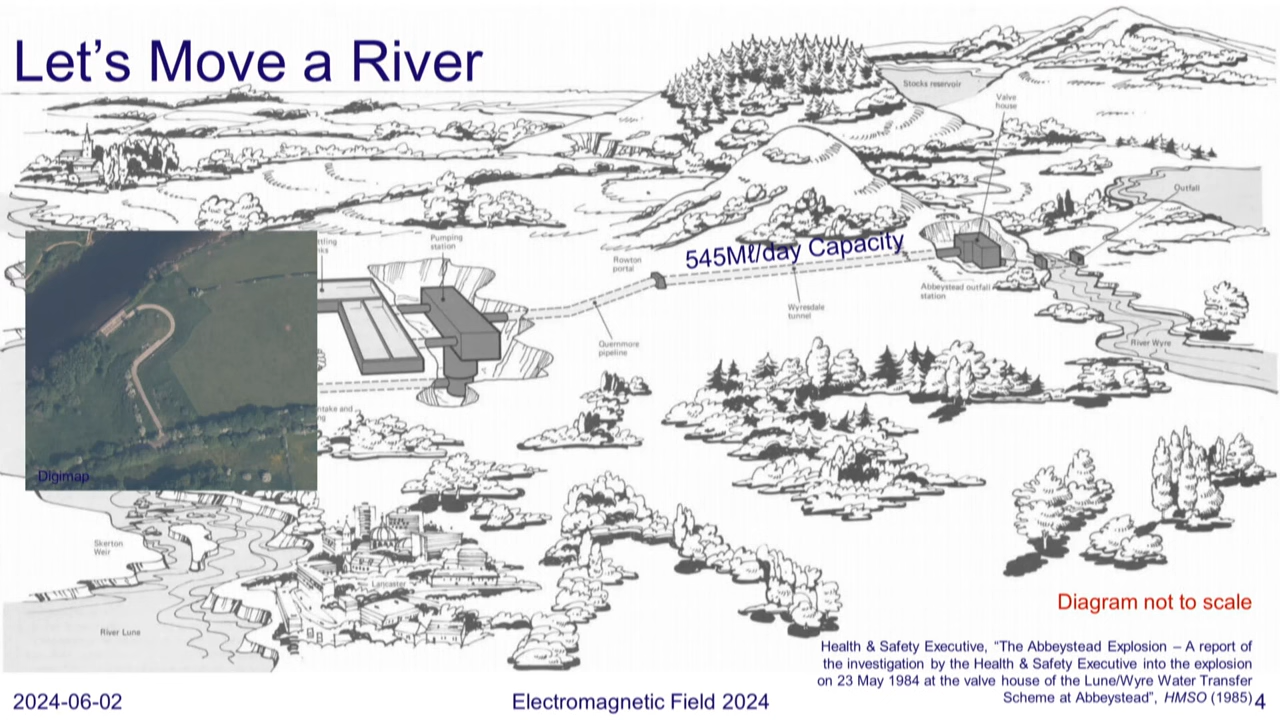 Let's Move a River
Stocks reservoir
Valve
house
Outfall
Pumping
station
Rowton
portal
545Mℓ/day Capacity
Abbeystead outfall
station
Wyresdale
tunnel
Quernmore
pipeline
River Wyre
ntake and
Digimap
Skerton
Weir
Lancaster
River Lune
Diagram not to scale
Health & Safety Executive, "The Abbeystead Explosion – A report of
the investigation by the Health & Safety Executive into the explosion
on 23 May 1984 at the valve house of the Lune/Wyre Water Transfer
Scheme at Abbeystead", HMSO (1985)
2024-06-02
Electromagnetic Field 2024
4